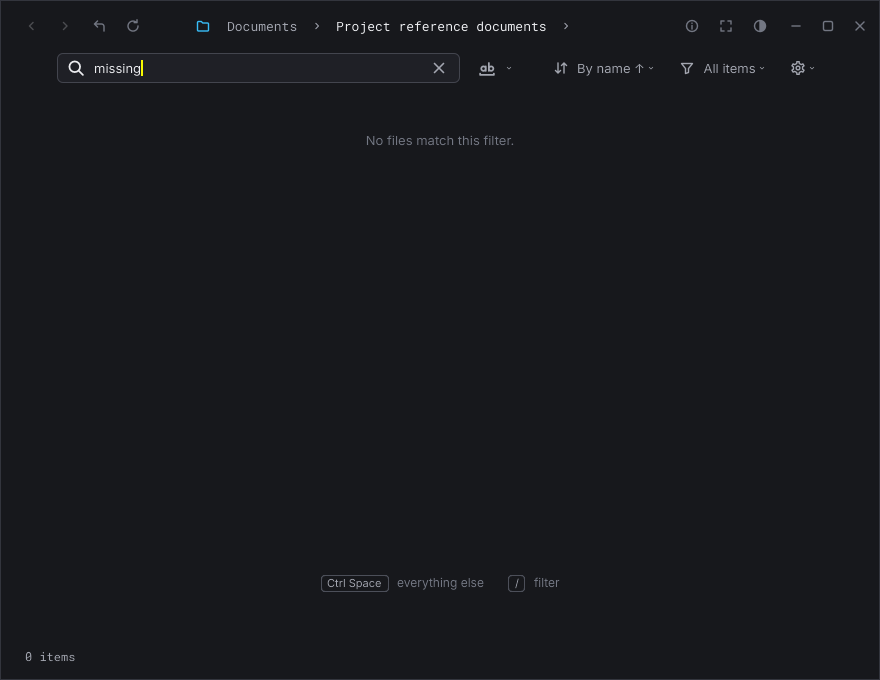 Documents › Project reference documents ›
missing
ab
By name ↑
All items
No files match this filter.
Ctrl Space everything else / filter
0 items